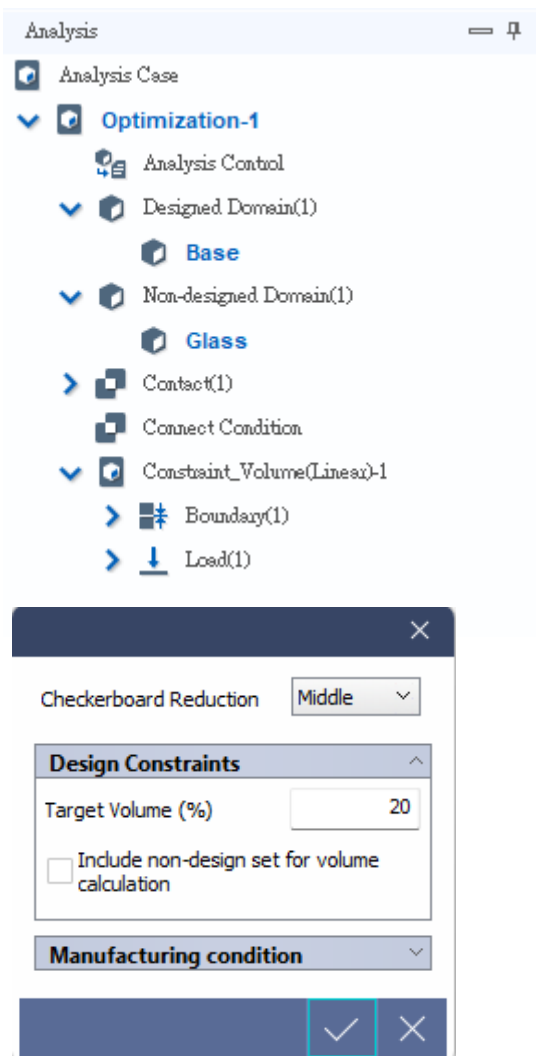 Analysis
Analysis Case
Optimization-1
Analysis Control
Designed Domain(1)
Base
Non-designed Domain(1)
Glass
Contact(1)
Connect Condition
Constraint_Volume(Linear)-1
Boundary(1)
Load(1)
Checkerboard Reduction Middle
Design Constraints
Target Volume (%) 20
Include non-design set for volume
calculation
Manufacturing condition